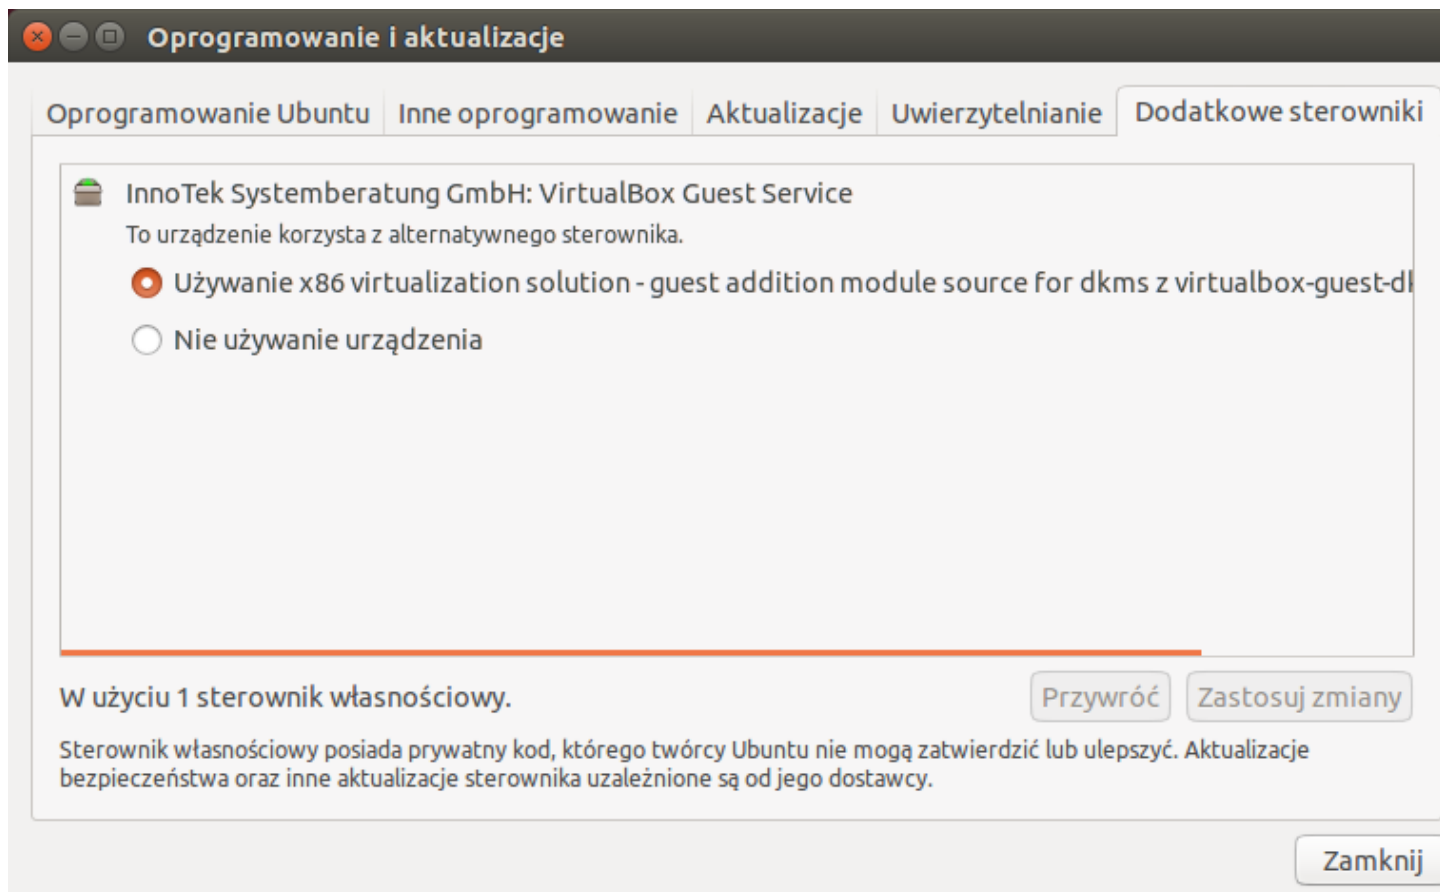 Oprogramowanie i aktualizacje
Oprogramowanie Ubuntu Inne oprogramowanie Aktualizacje Uwierzytelnianie Dodatkowe sterowniki
InnoTek Systemberatung GmbH: VirtualBox Guest Service
To urządzenie korzysta z alternatywnego sterownika.
Używanie x86 virtualization solution - guest addition module source for dkms z virtualbox-guest-dk
Nie używanie urządzenia
W użyciu 1 sterownik własnościowy.
Przywróć Zastosuj zmiany
Sterownik własnościowy posiada prywatny kod, którego twórcy Ubuntu nie mogą zatwierdzić lub ulepszyć. Aktualizacje
bezpieczeństwa oraz inne aktualizacje sterownika uzależnione są od jego dostawcy.
Zamknij